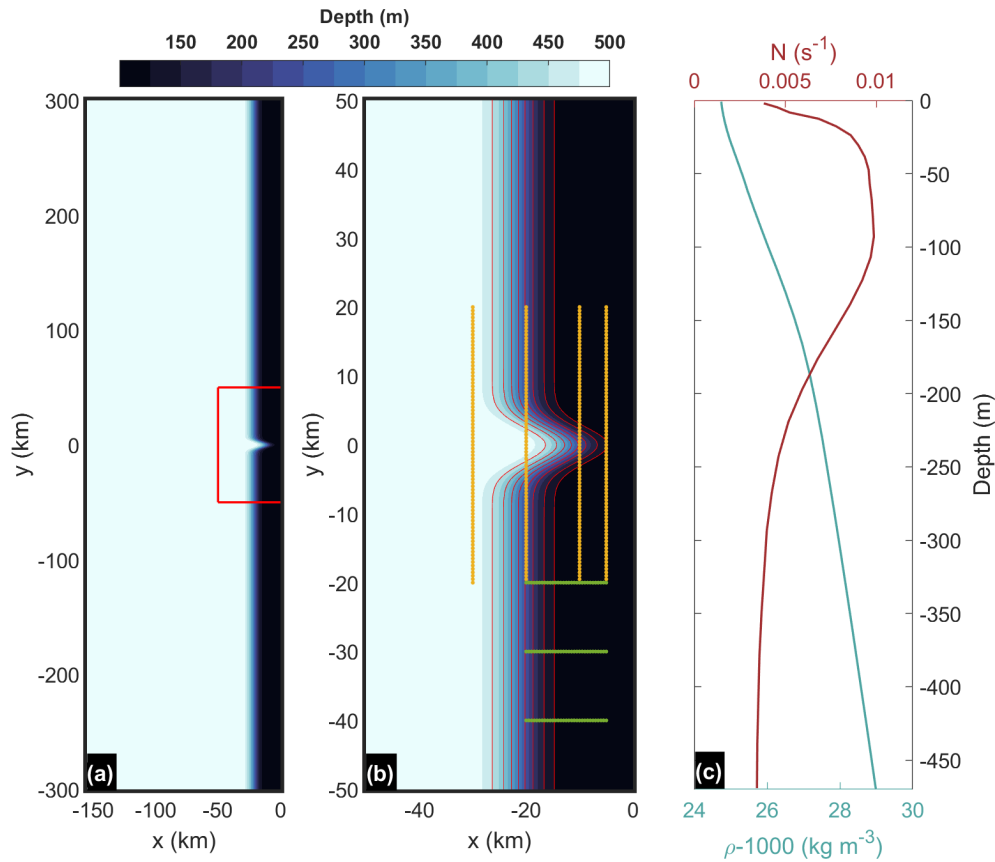 Depth (m)
150 200 250 300 350 400 450 500
300
200
100
0
-100
-200
-300
y (km)
-150 -100 -50 0
x (km)
(a)
50
40
30
20
10
0
-10
-20
-30
-40
-50
y (km)
-40 -20 0
x (km)
(b)
N (s-1)
0 0.005 0.01
0
-50
-100
-150
-200
-250
-300
-350
-400
-450
Depth (m)
(c)
24 26 28 30
ρ-1000 (kg m-3)